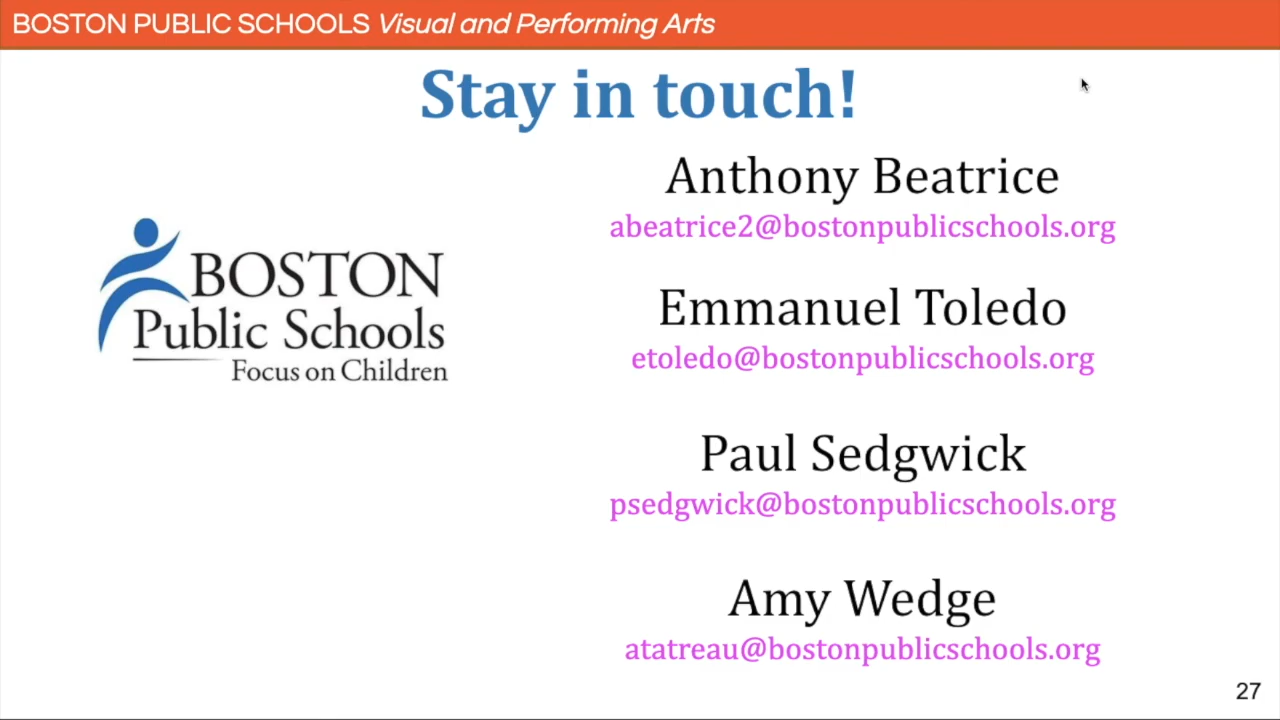 BOSTON PUBLIC SCHOOLS Visual and Performing Arts
Stay in touch!
BOSTON
Public Schools
Focus on Children
Anthony Beatrice
abeatrice2@bostonpublicschools.org
Emmanuel Toledo
etoledo@bostonpublicschools.org
Paul Sedgwick
psedgwick@bostonpublicschools.org
Amy Wedge
atatreau@bostonpublicschools.org
27